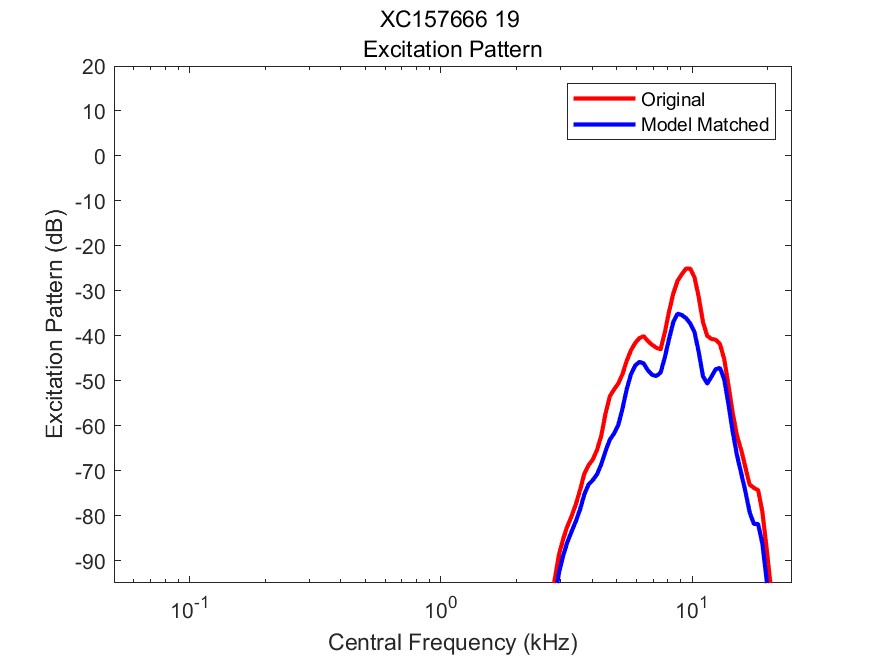 XC157666 19
Excitation Pattern
Original
Model Matched
Excitation Pattern (dB)
20
10
0
-10
-20
-30
-40
-50
-60
-70
-80
-90
10-1
100
101
Central Frequency (kHz)